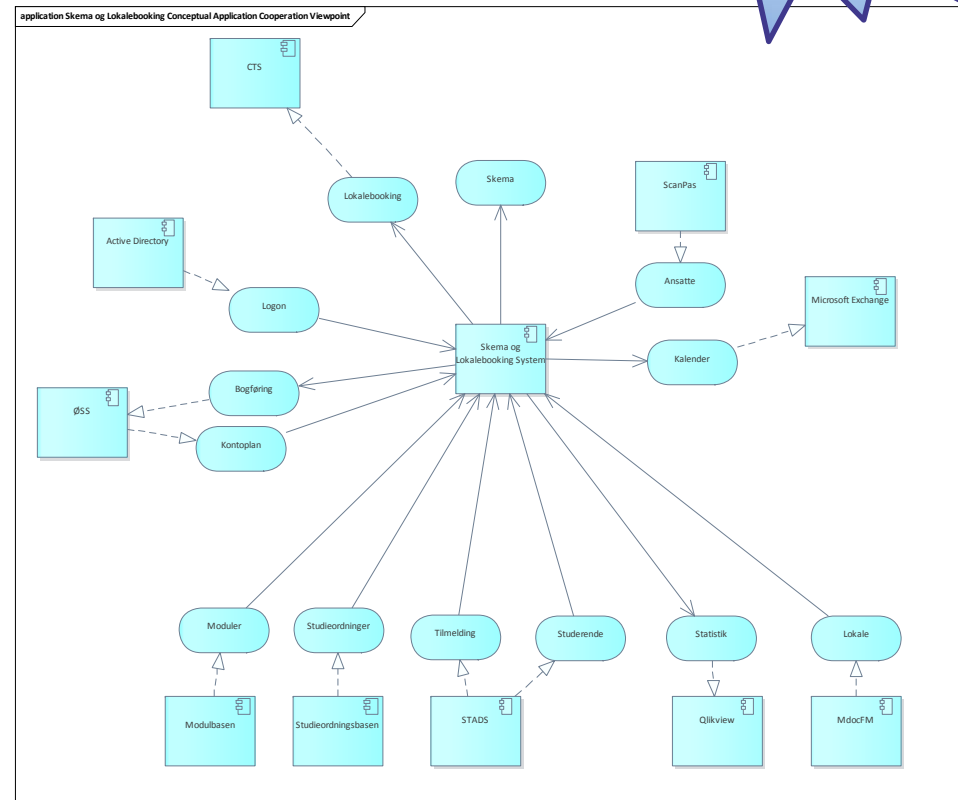 application Skema og Lokalebooking Conceptual Application Cooperation Viewpoint
CTS
Skema
ScanPas
Lokalebooking
Active Directory
Ansatte
Microsoft Exchange
Logon
Skema og
Lokalebooking System
Kalender
Bogføring
ØSS
Kontoplan
Moduler
Studieordninger
Tilmelding
Studerende
Statistik
Lokale
Modulbasen
Studieordningsbasen
STADS
Qlikview
MdocFM